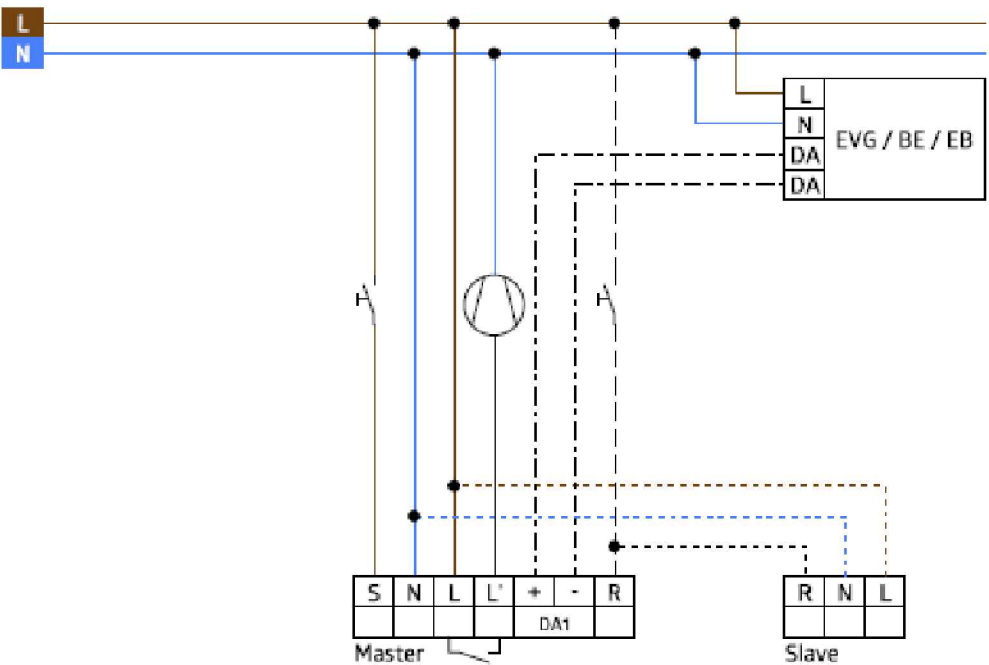 L
N
L
N
EVG / BE / EB
DA
DA
S N L L' + - R
DA1
R N L
Master
Slave